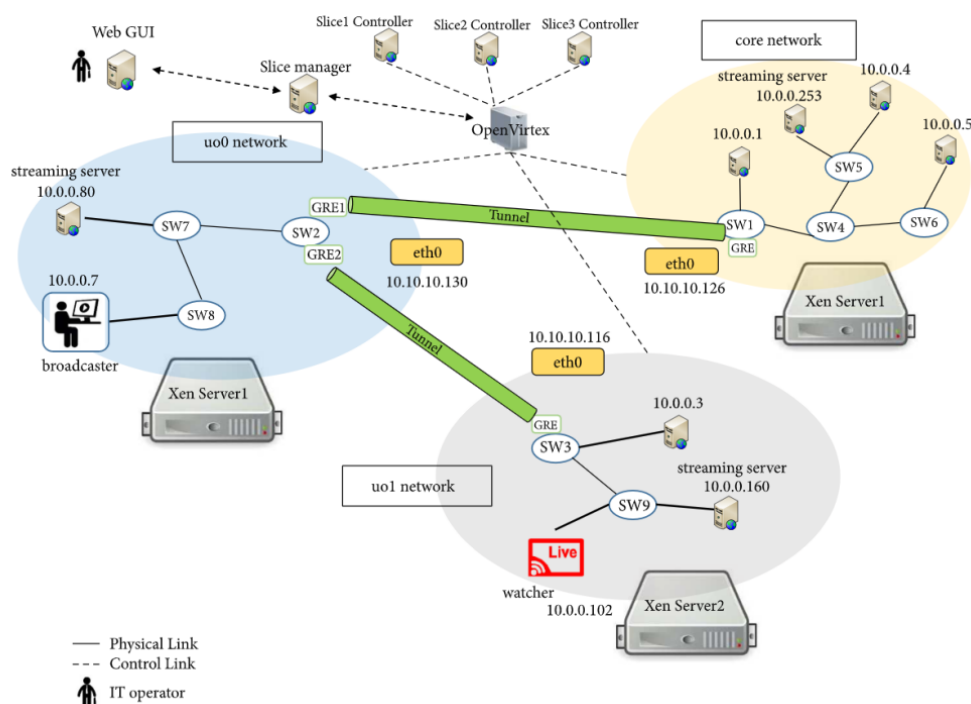 Slice1 Controller
Slice2 Controller
Slice3 Controller
Web GUI
Slice manager
OpenVirtex
core network
streaming server
10.0.0.253
10.0.0.4
10.0.0.1
10.0.0.5
SW5
SW1
SW4
SW6
GRE
uo0 network
streaming server
10.0.0.80
SW7
GRE1
SW2
GRE2
Tunnel
eth0
10.10.10.130
eth0
10.10.10.126
Xen Server1
10.0.0.7
SW8
broadcaster
Xen Server1
Tunnel
10.10.10.116
eth0
GRE
SW3
10.0.0.3
uo1 network
streaming server
10.0.0.160
SW9
Live
watcher
10.0.0.102
Xen Server2
Physical Link
Control Link
IT operator